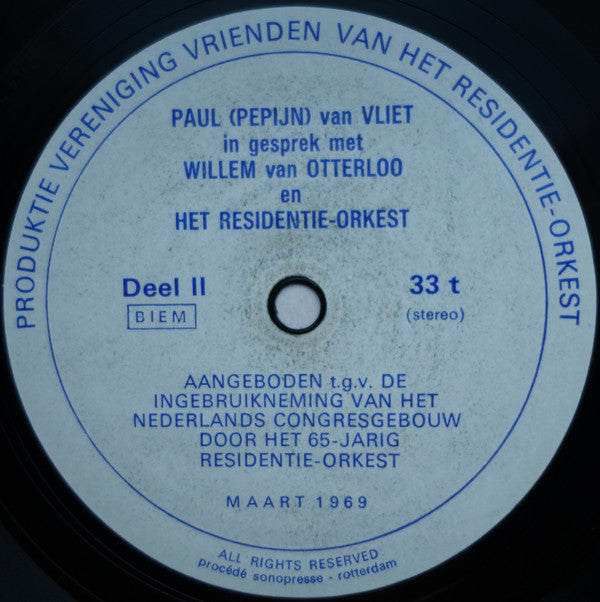 PRODUKTIE VERENIGING VRIENDEN VAN HET RESIDENTIE-ORKEST
PAUL (PEPIJN) van VLIET
in gesprek met
WILLEM van OTTERLOO
en
HET RESIDENTIE-ORKEST
Deel II
33 t
BIEM
(stereo)
AANGEBODEN t.g.v. DE
INGEBRUIKNEMING VAN HET
NEDERLANDS CONGRESGEBOUW
DOOR HET 65-JARIG
RESIDENTIE-ORKEST
MAART 1969
ALL RIGHTS RESERVED
procédé sonopresse - rotterdam